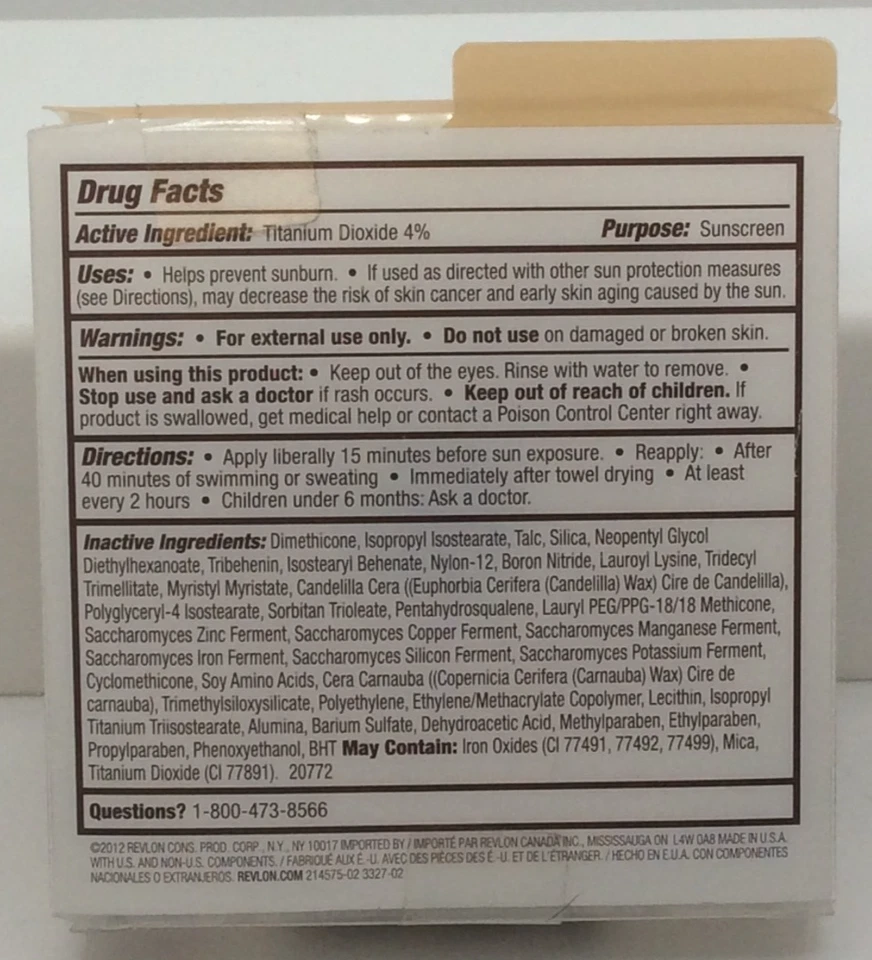 Drug Facts
Active Ingredient: Titanium Dioxide 4% Purpose: Sunscreen
Uses: • Helps prevent sunburn. • If used as directed with other sun protection measures
(see Directions), may decrease the risk of skin cancer and early skin aging caused by the sun.
Warnings: • For external use only. • Do not use on damaged or broken skin.
When using this product: • Keep out of the eyes. Rinse with water to remove. •
Stop use and ask a doctor if rash occurs. • Keep out of reach of children. If
product is swallowed, get medical help or contact a Poison Control Center right away.
Directions: • Apply liberally 15 minutes before sun exposure. • Reapply: • After
40 minutes of swimming or sweating • Immediately after towel drying • At least
every 2 hours • Children under 6 months: Ask a doctor.
Inactive Ingredients: Dimethicone, Isopropyl Isostearate, Talc, Silica, Neopentyl Glycol
Diethylhexanoate, Tribehenin, Isostearyl Behenate, Nylon-12, Boron Nitride, Lauroyl Lysine, Tridecyl
Trimellitate, Myristyl Myristate, Candelilla Cera ((Euphorbia Cerifera (Candelilla) Wax) Cire de Candelilla),
Polyglyceryl-4 Isostearate, Sorbitan Trioleate, Pentahydrosqualene, Lauryl PEG/PPG-18/18 Methicone,
Saccharomyces Zinc Ferment, Saccharomyces Copper Ferment, Saccharomyces Manganese Ferment,
Saccharomyces Iron Ferment, Saccharomyces Silicon Ferment, Saccharomyces Potassium Ferment,
Cyclomethicone, Soy Amino Acids, Cera Carnauba ((Copernicia Cerifera (Carnauba) Wax) Cire de
carnauba), Trimethylsiloxysilicate, Polyethylene, Ethylene/Methacrylate Copolymer, Lecithin, Isopropyl
Titanium Triisostearate, Alumina, Barium Sulfate, Dehydroacetic Acid, Methylparaben, Ethylparaben,
Propylparaben, Phenoxyethanol, BHT May Contain: Iron Oxides (CI 77491, 77492, 77499), Mica,
Titanium Dioxide (CI 77891). 20772
Questions? 1-800-473-8566
©2012 REVLON CONS. PROD. CORP., N.Y., NY 10017 IMPORTED BY / IMPORTÉ PAR REVLON CANADA INC., MISSISSAUGA ON L4W 0A8 MADE IN U.S.A.
WITH U.S. AND NON-U.S. COMPONENTS. / FABRIQUÉ AUX É.-U. AVEC DES PIÈCES DES É.-U. ET DE L'ÉTRANGER. / HECHO EN E.U.A. CON COMPONENTES
NACIONALES O EXTRANJEROS. REVLON.COM 214575-02 3327-02